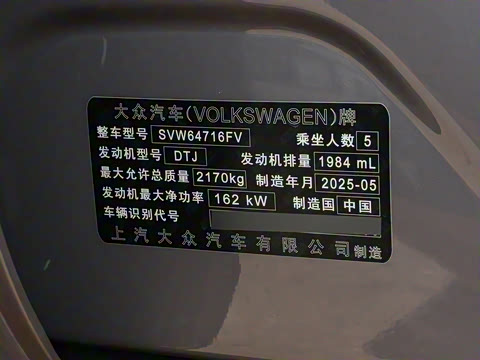 大众汽车(VOLKSWAGEN)牌
整车型号 SVW64716FV 乘坐人数 5
发动机型号 DTJ 发动机排量 1984 mL
最大允许总质量 2170kg 制造年月 2025-05
发动机最大净功率 162 kW 制造国 中国
车辆识别代号
上汽大众汽车有限公司制造